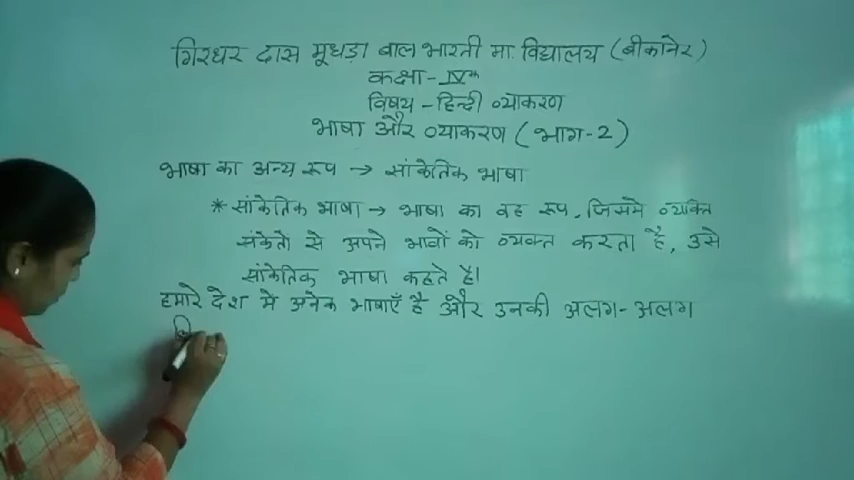 गिरधर दास मूंधड़ा बाल भारती मा. विद्यालय (बीकानेर)
कक्षा - IVth
विषय - हिन्दी व्याकरण
भाषा और व्याकरण (भाग-2)
भाषा का अन्य रूप → सांकेतिक भाषा
* सांकेतिक भाषा → भाषा का वह रूप, जिसमे व्यक्ति
संकेतो से अपने भावों को व्यक्त करता है, उसे
सांकेतिक भाषा कहते है।
हमारे देश मे अनेक भाषाएँ है और उनकी अलग-अलग